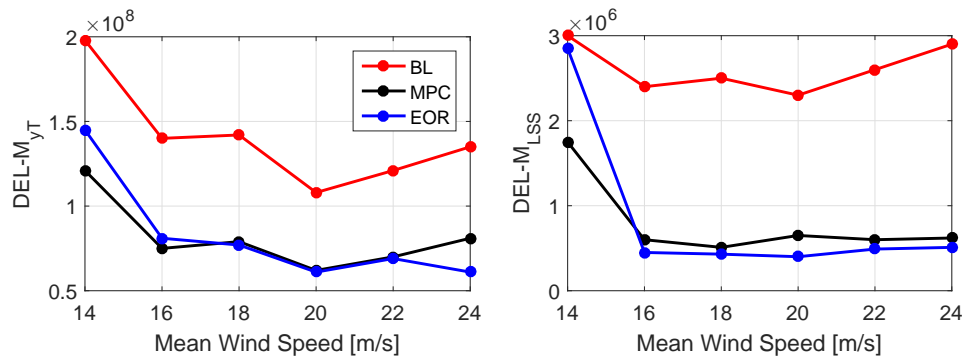 ×10^8
2
1.5
1
0.5
DEL-M_yT
BL
MPC
EOR
14 16 18 20 22 24
Mean Wind Speed [m/s]
×10^6
3
2
1
0
DEL-M_LSS
14 16 18 20 22 24
Mean Wind Speed [m/s]